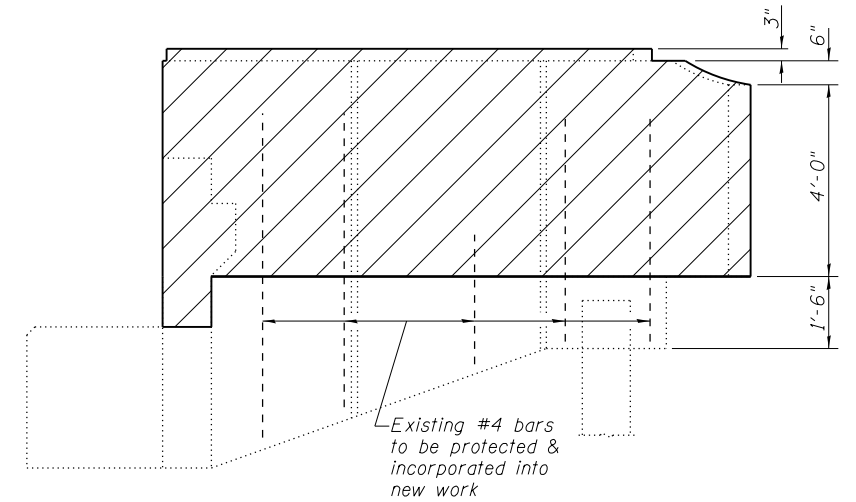 3"
6"
4'-0"
1'-6"
Existing #4 bars
to be protected &
incorporated into
new work